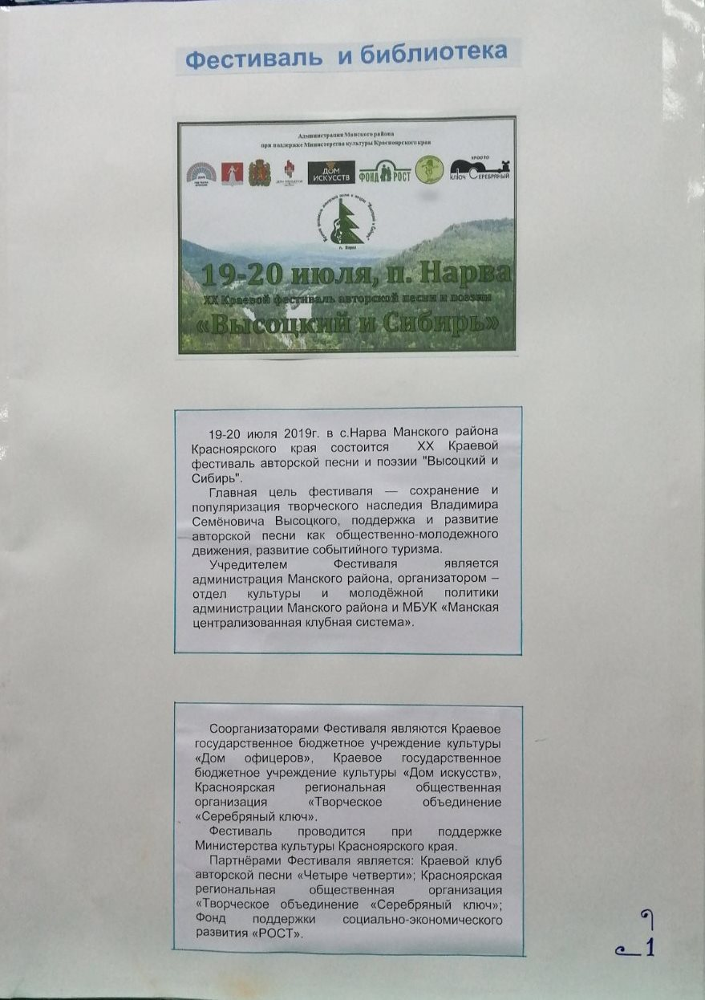 Фестиваль и библиотека
Администрация Манского района
при поддержке Министерства культуры Красноярского края
ДОМ
ИСКУССТВ
ФОНД РОСТ
КРООТО
КЛЮЧ СЕРЕБРЯНЫЙ
п. Нарва
19-20 июля, п. Нарва
XX Краевой фестиваль авторской песни и поэзии
«Высоцкий и Сибирь»
19-20 июля 2019г. в с.Нарва Манского района
Красноярского края состоится XX Краевой
фестиваль авторской песни и поэзии "Высоцкий и
Сибирь".
Главная цель фестиваля — сохранение и
популяризация творческого наследия Владимира
Семёновича Высоцкого, поддержка и развитие
авторской песни как общественно-молодежного
движения, развитие событийного туризма.
Учредителем Фестиваля является
администрация Манского района, организатором –
отдел культуры и молодёжной политики
администрации Манского района и МБУК «Манская
централизованная клубная система».
Соорганизаторами Фестиваля являются Краевое
государственное бюджетное учреждение культуры
«Дом офицеров», Краевое государственное
бюджетное учреждение культуры «Дом искусств»,
Красноярская региональная общественная
организация «Творческое объединение
«Серебряный ключ».
Фестиваль проводится при поддержке
Министерства культуры Красноярского края.
Партнёрами Фестиваля является: Краевой клуб
авторской песни «Четыре четверти»; Красноярская
региональная общественная организация
«Творческое объединение «Серебряный ключ»;
Фонд поддержки социально-экономического
развития «РОСТ».
1